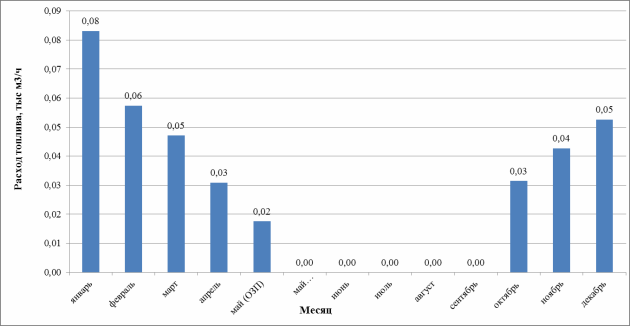 0,09
0,08
0,07
0,06
0,05
0,04
0,03
0,02
0,01
0,00
Расход топлива, тыс м3/ч
0,08
0,06
0,05
0,03
0,02
0,00
0,00
0,00
0,00
0,00
0,03
0,04
0,05
январь
февраль
март
апрель
май (ОЗП)
май…
июнь
июль
август
сентябрь
октябрь
ноябрь
декабрь
Месяц